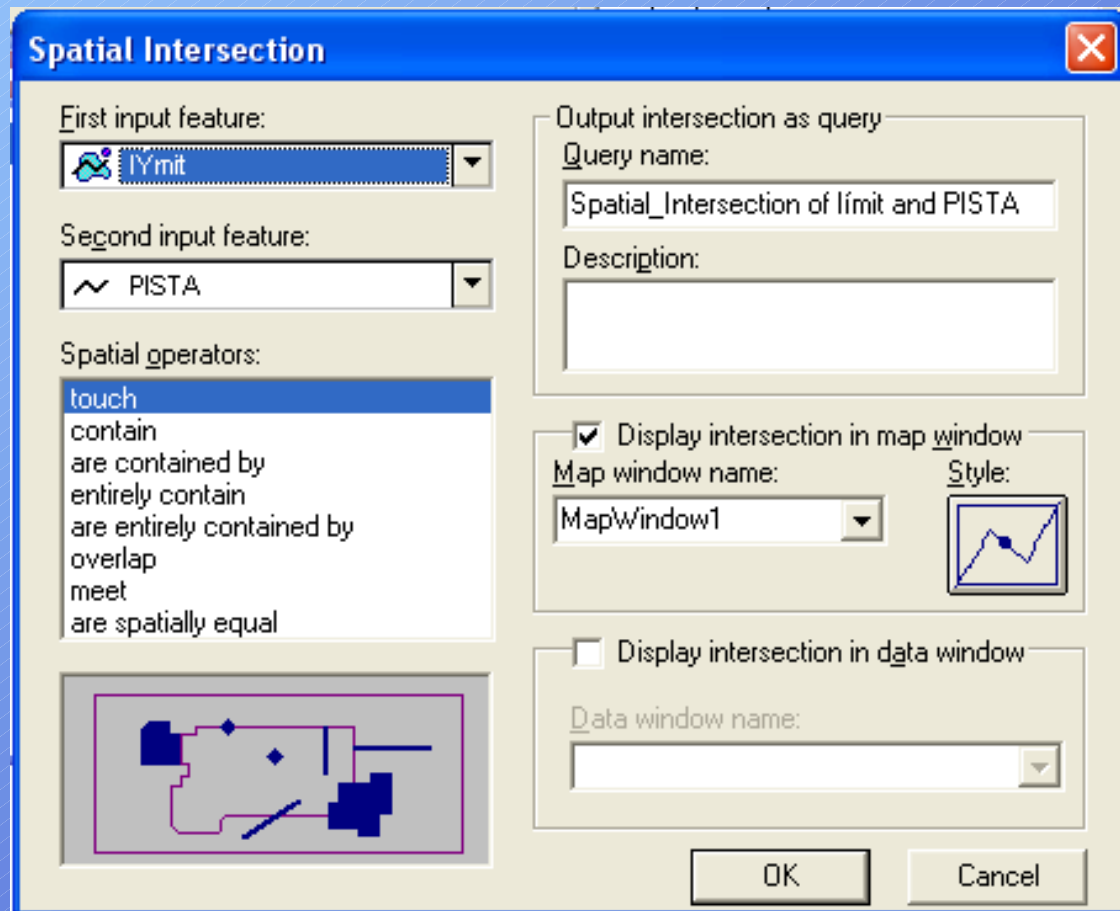 Spatial Intersection
First input feature:
IÝmit
Second input feature:
PISTA
Spatial operators:
touch
contain
are contained by
entirely contain
are entirely contained by
overlap
meet
are spatially equal
Output intersection as query
Query name:
Spatial_Intersection of límit and PISTA
Description:
Display intersection in map window
Map window name:
Style:
MapWindow1
Display intersection in data window
Data window name:
OK
Cancel